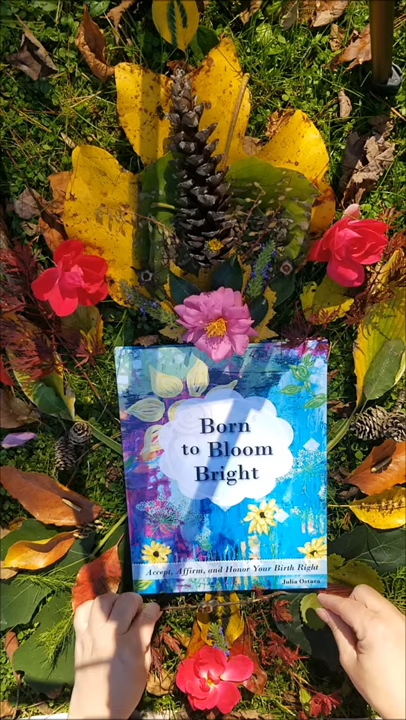 Born
to Bloom
Bright
Accept, Affirm, and Honor Your Birth Right
Julia Ostara